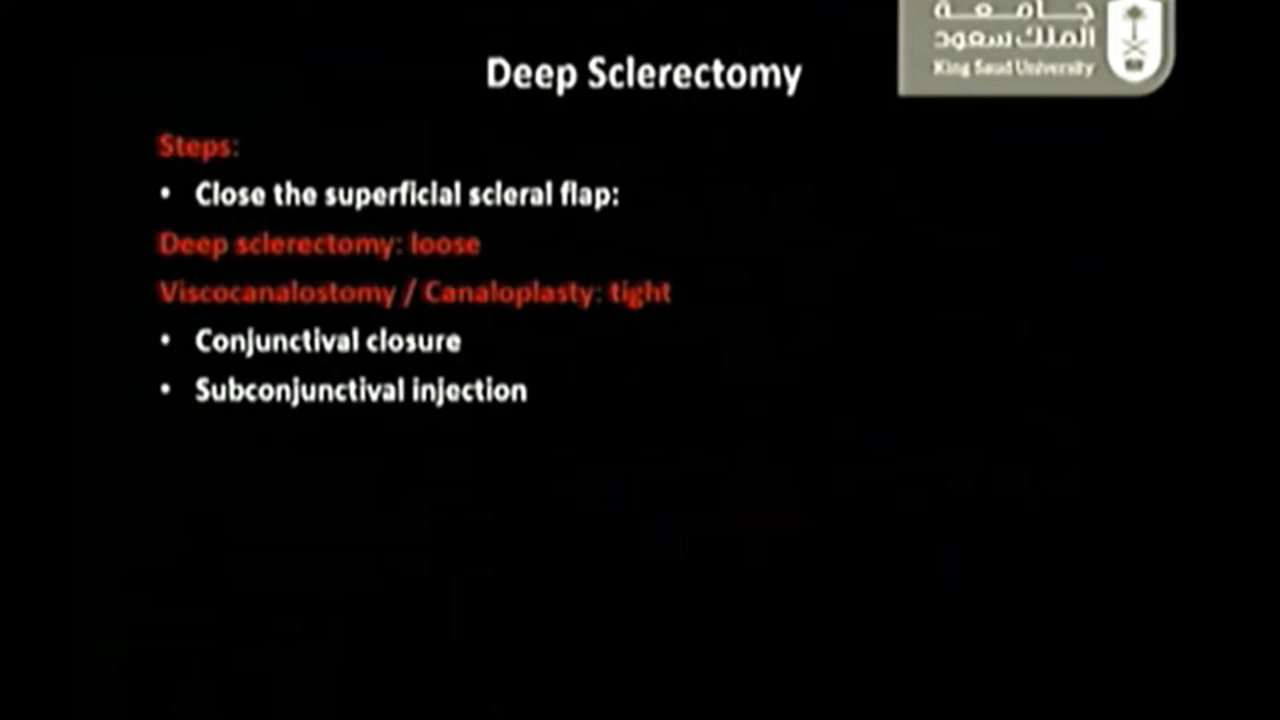 جامعة
الملك سعود
King Saud University
Deep Sclerectomy
Steps:
• Close the superficial scleral flap:
Deep sclerectomy: loose
Viscocanalostomy / Canaloplasty: tight
• Conjunctival closure
• Subconjunctival injection